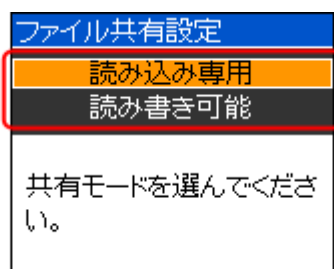 ファイル共有設定
読み込み専用
読み書き可能
共有モードを選んでくださ
い。